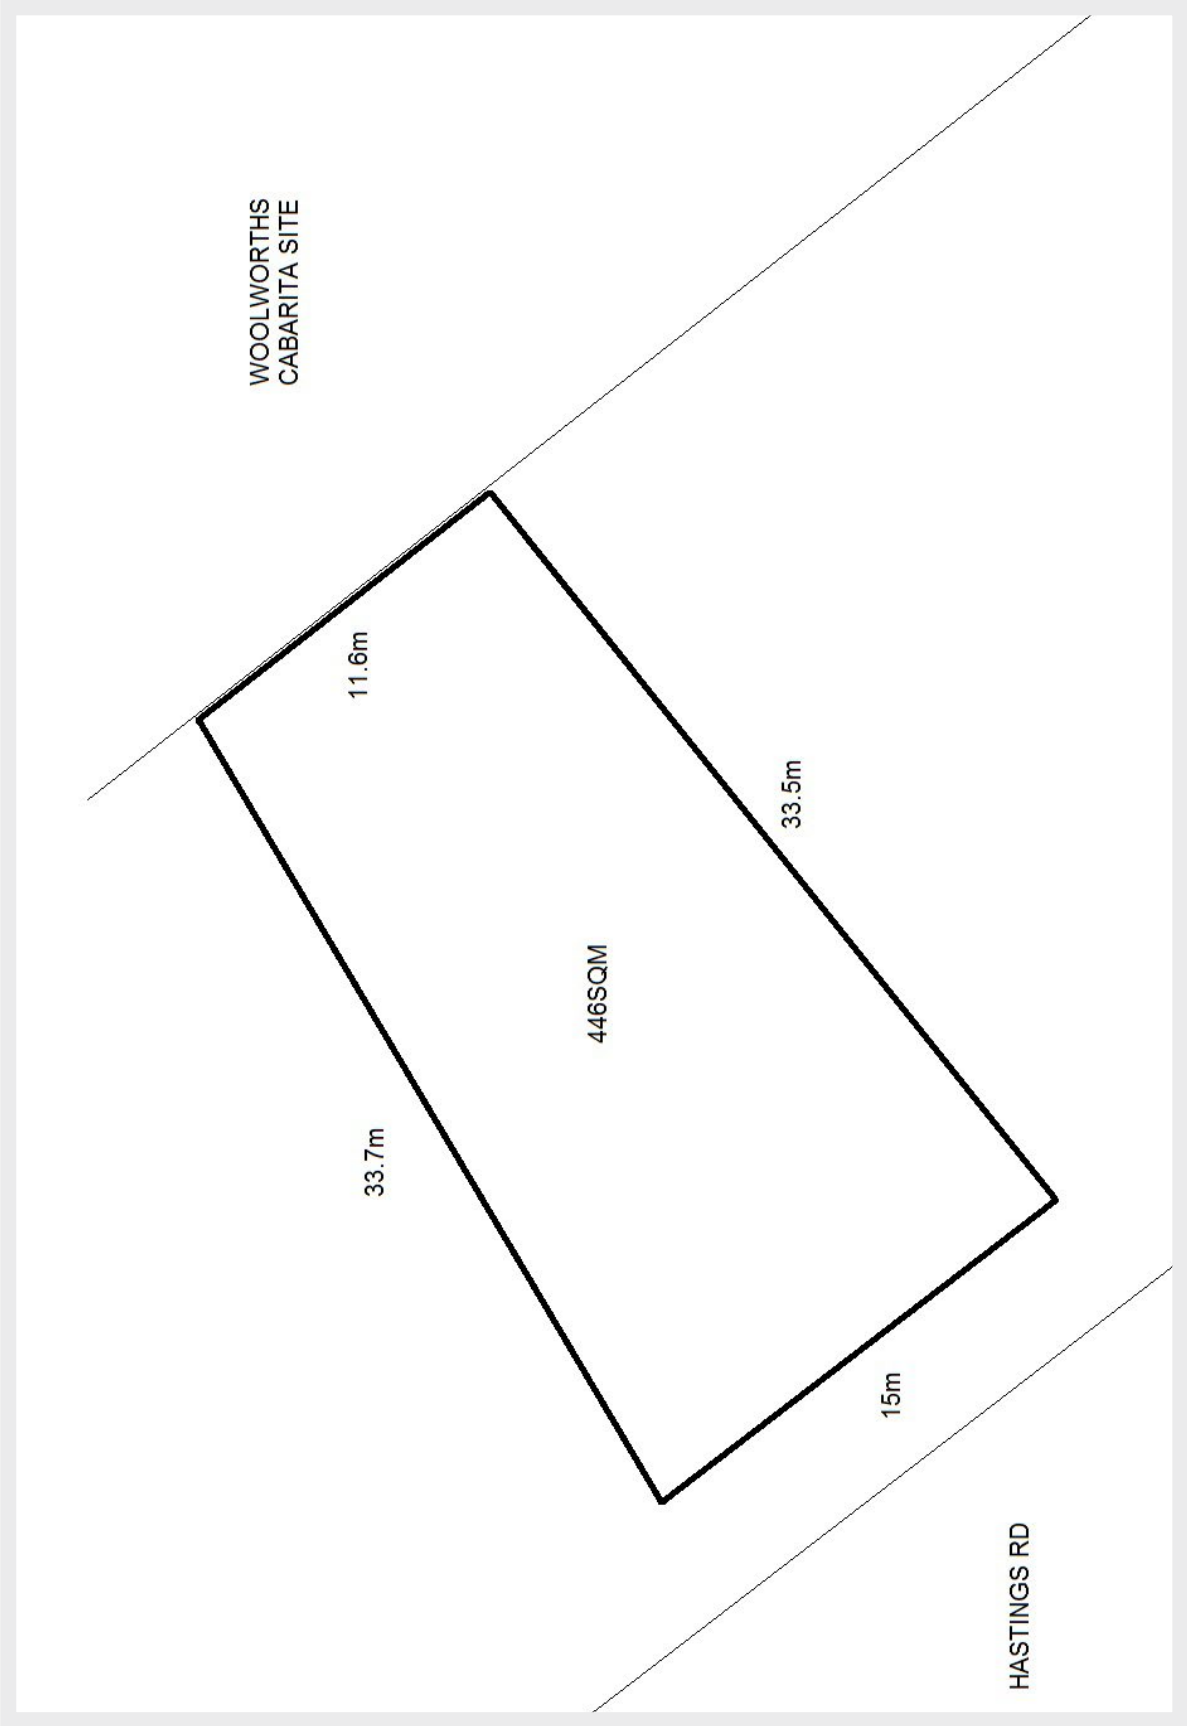 WOOLWORTHS
CABARITA SITE
11.6m
33.7m
446SQM
33.5m
15m
HASTINGS RD